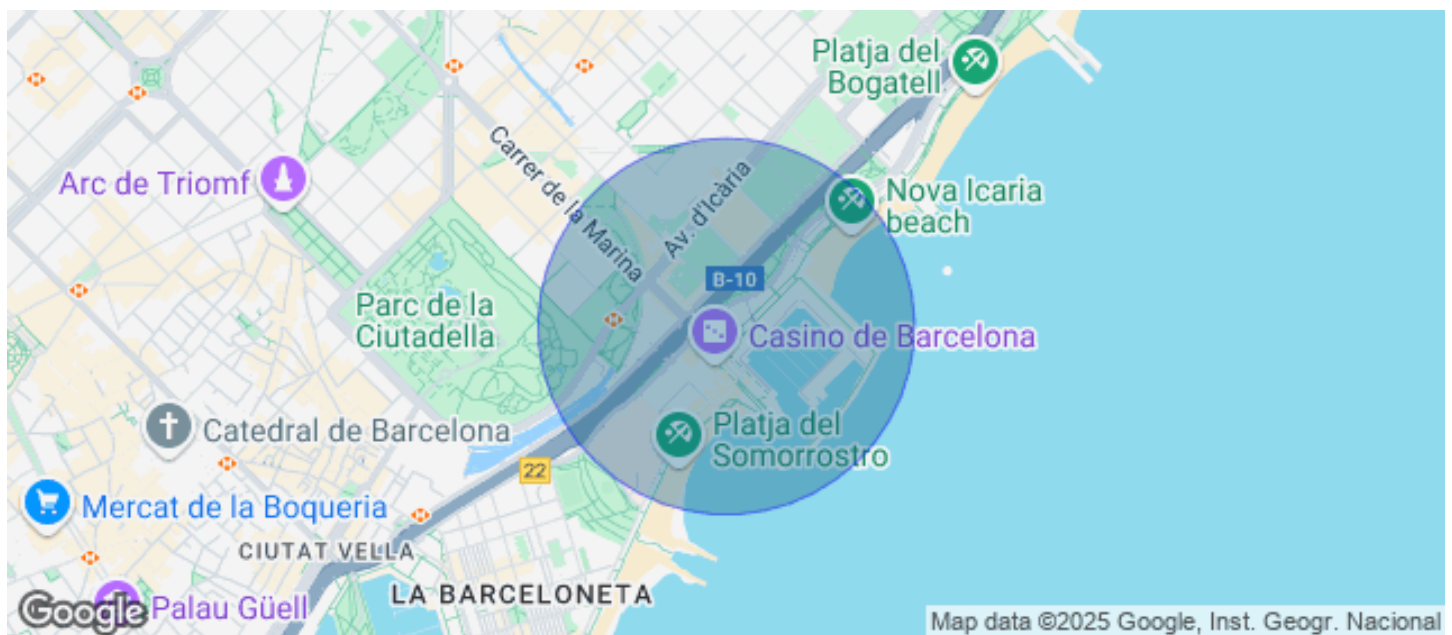 Platja del
Bogatell
Carrer de la Marina
Arc de Triomf
Av. d'Icària
Nova Icaria
beach
B-10
Parc de la
Ciutadella
Casino de Barcelona
Catedral de Barcelona
Platja del
Somorrostro
22
Mercat de la Boqueria
CIUTAT VELLA
LA BARCELONETA
Google
Palau Güell
Map data ©2025 Google, Inst. Geogr. Nacional